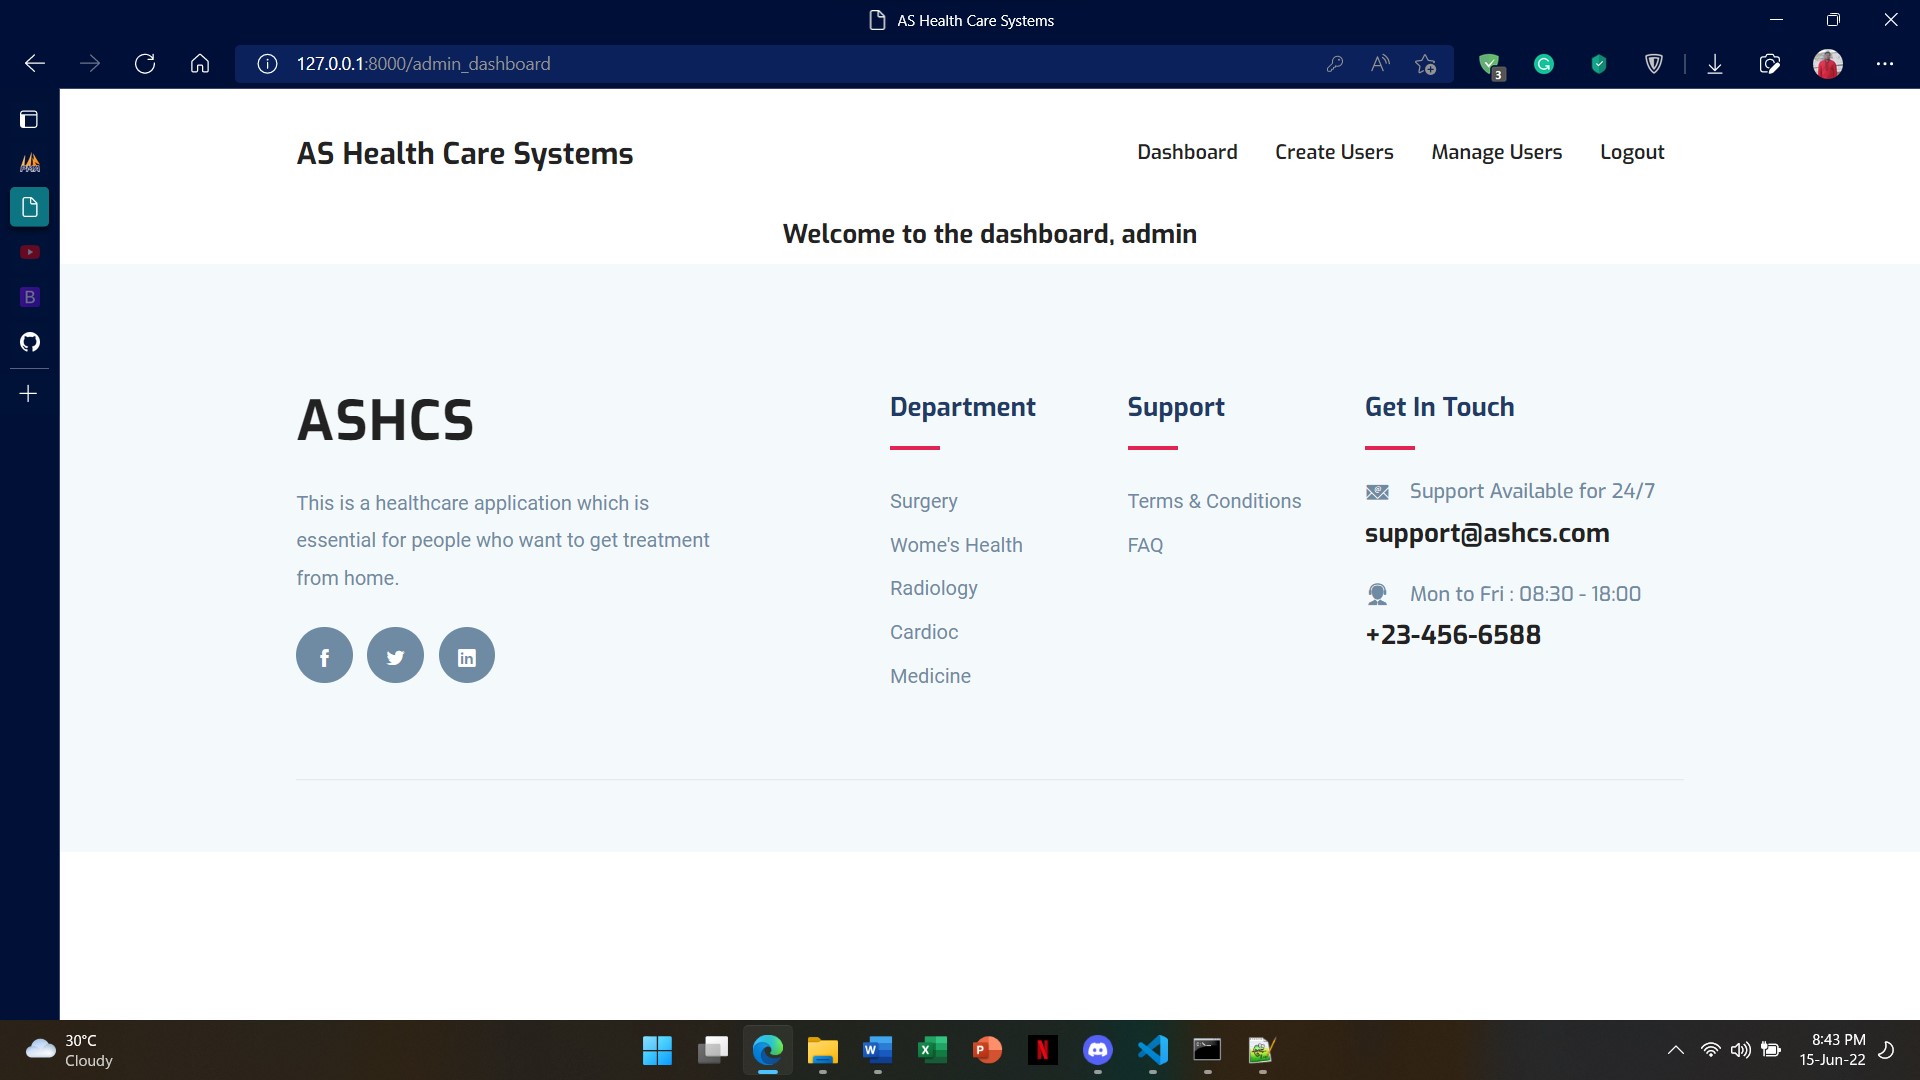 AS Health Care Systems
127.0.0.1:8000/admin_dashboard
3
AS Health Care Systems
Dashboard Create Users Manage Users Logout
Welcome to the dashboard, admin
ASHCS
This is a healthcare application which is
essential for people who want to get treatment
from home.
Department
Surgery
Wome's Health
Radiology
Cardioc
Medicine
Support
Terms & Conditions
FAQ
Get In Touch
Support Available for 24/7
support@ashcs.com
Mon to Fri : 08:30 - 18:00
+23-456-6588
30°C
Cloudy
8:43 PM
15-Jun-22